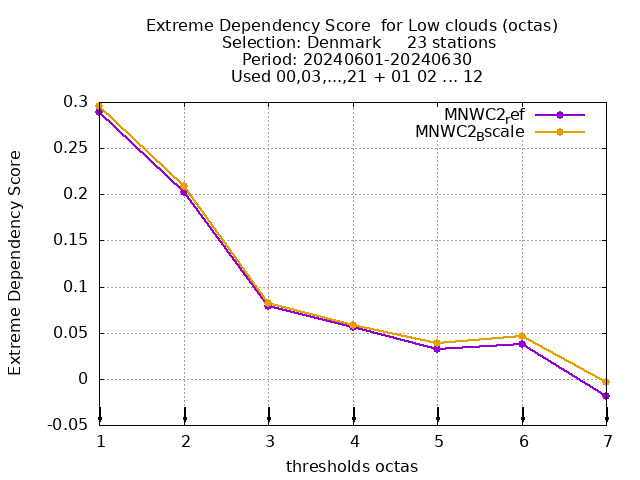 Extreme Dependency Score  for Low clouds (octas)
Selection: Denmark     23 stations
Period: 20240601-20240630
Used 00,03,...,21 + 01 02 ... 12
MNWC2_ref
MNWC2_Bscale
Extreme Dependency Score
0.3
0.25
0.2
0.15
0.1
0.05
0
-0.05
1 2 3 4 5 6 7
thresholds octas